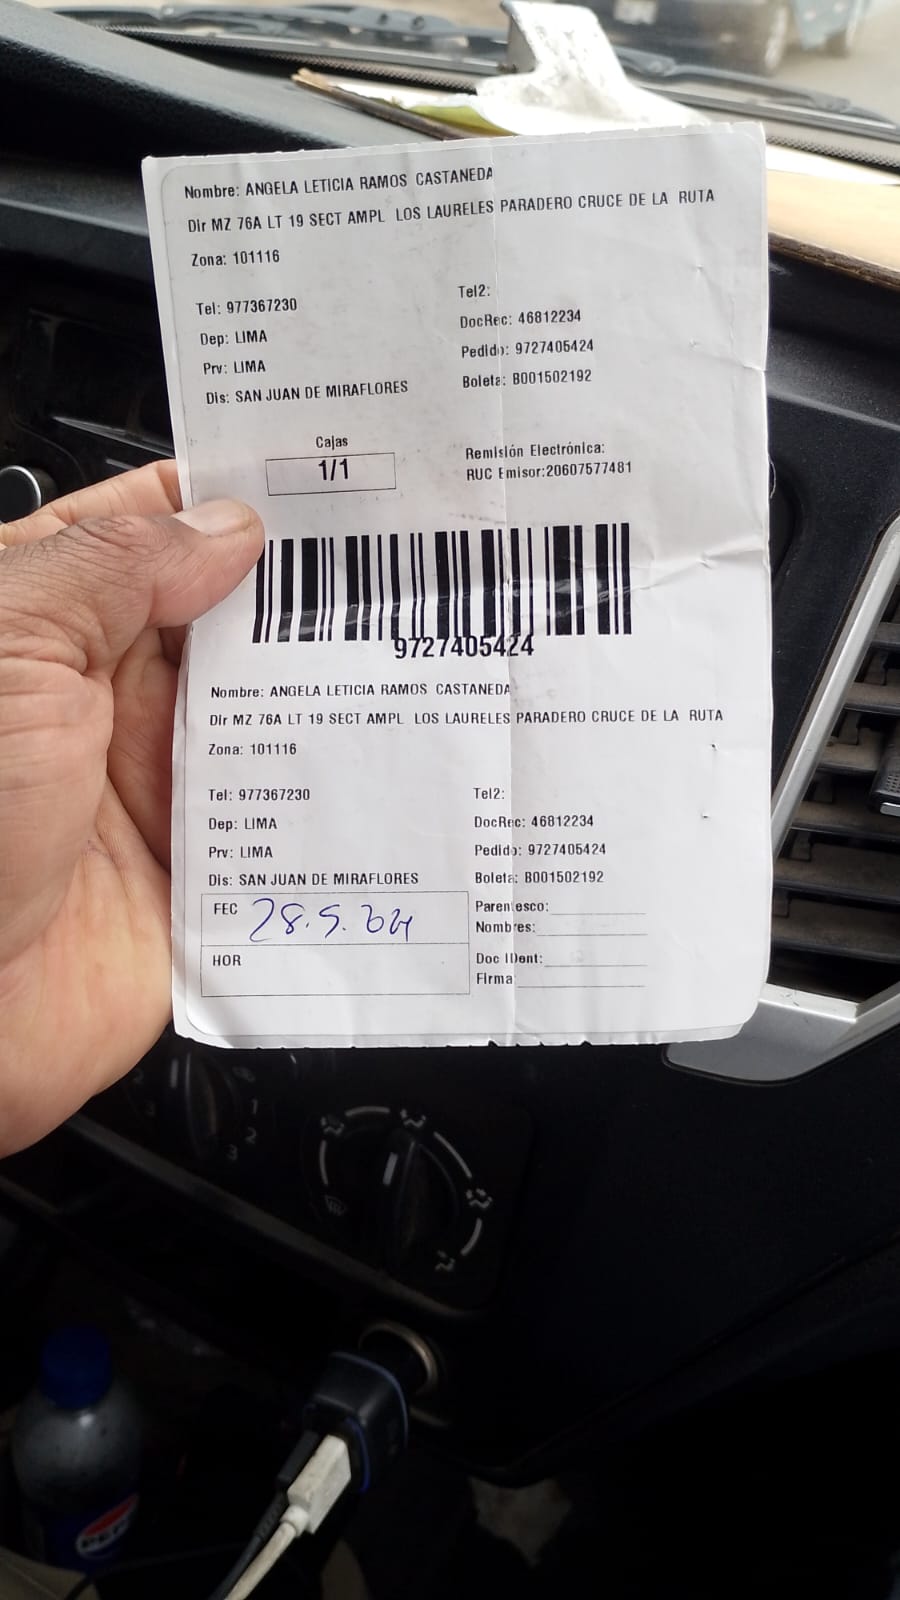 Nombre: ANGELA LETICIA RAMOS CASTANEDA
Dir MZ 76A LT 19 SECT AMPL LOS LAURELES PARADERO CRUCE DE LA RUTA
Zona: 101116
Tel: 977367230
Tel2:
Dep: LIMA
DocRec: 46812234
Prv: LIMA
Pedido: 9727405424
Dis: SAN JUAN DE MIRAFLORES
Boleta: B001502192
Cajas
1/1
Remisión Electrónica:
RUC Emisor:20607577481
9727405424
Nombre: ANGELA LETICIA RAMOS CASTANEDA
Dir MZ 76A LT 19 SECT AMPL LOS LAURELES PARADERO CRUCE DE LA RUTA
Zona: 101116
Tel: 977367230
Tel2:
Dep: LIMA
DocRec: 46812234
Prv: LIMA
Pedido: 9727405424
Dis: SAN JUAN DE MIRAFLORES
Boleta: B001502192
FEC 28.5.
Parentesco:
Nombres:
HOR
Doc IDent:
Firma
1
2
3